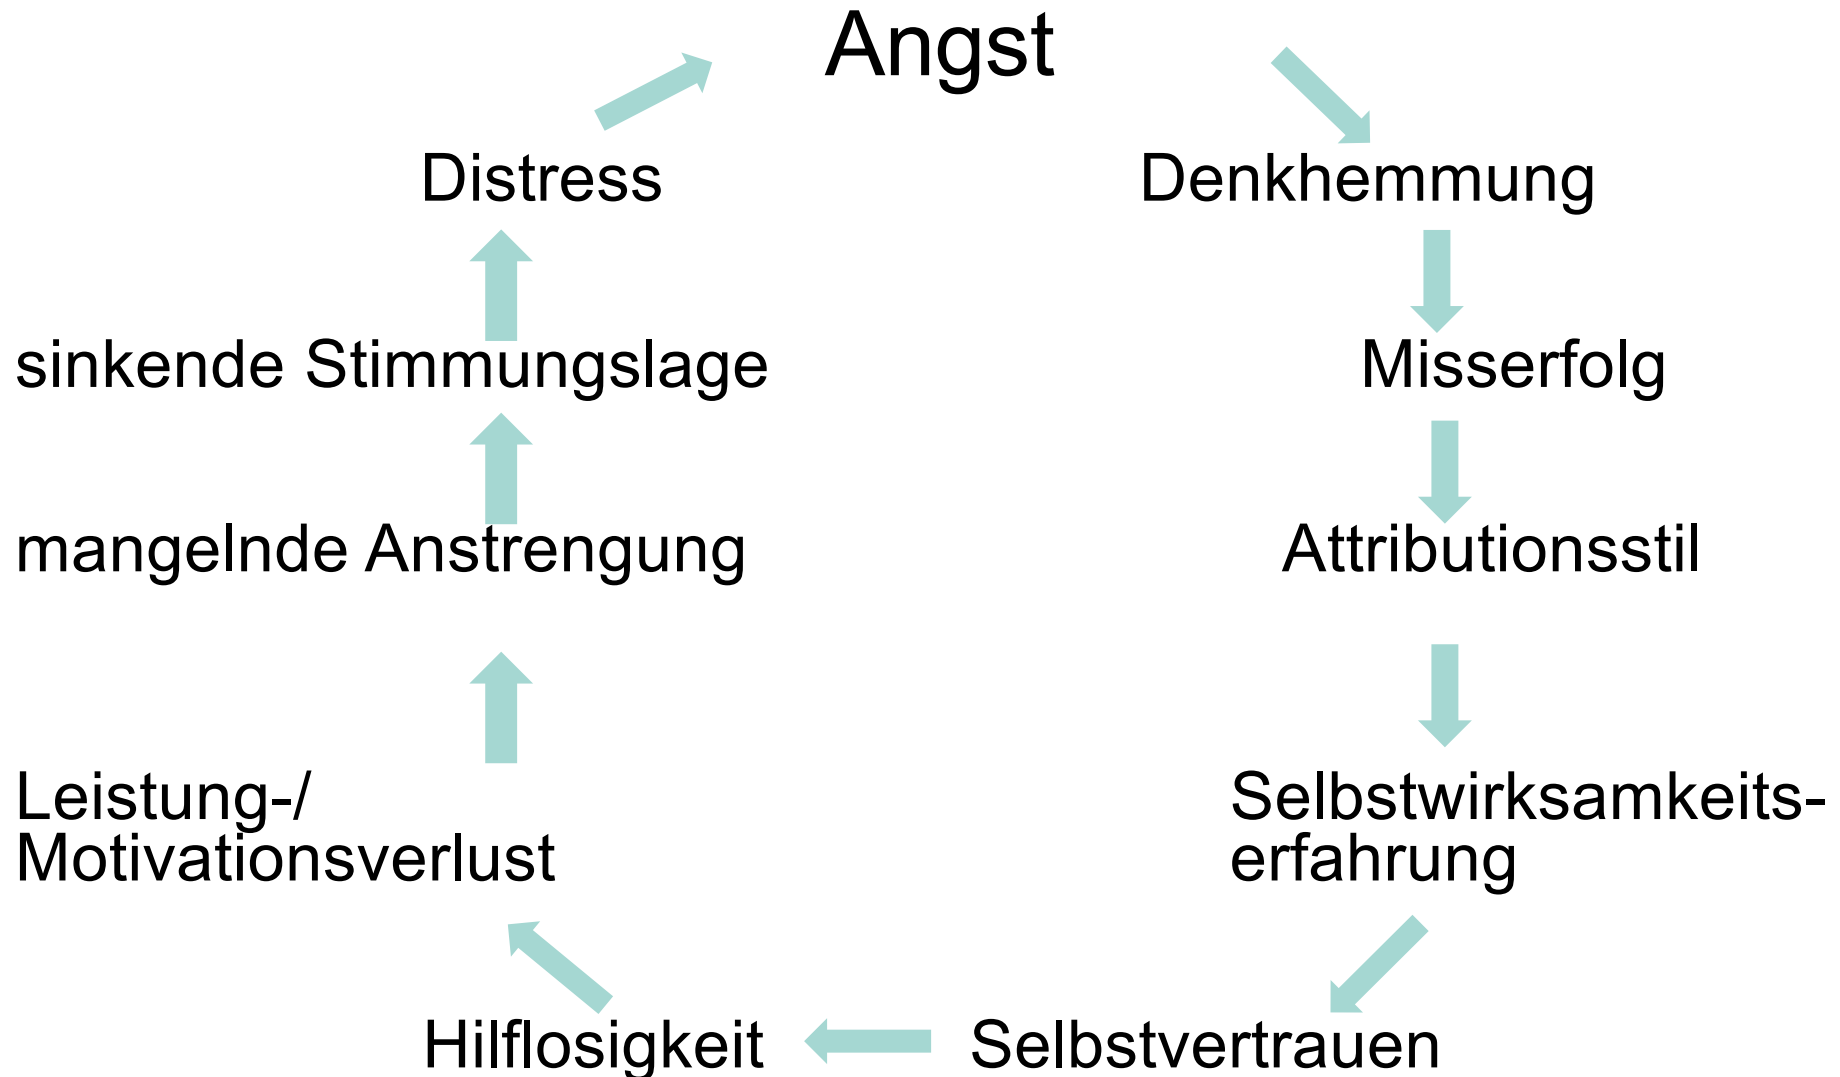 Angst
Distress
Denkhemmung
sinkende Stimmungslage
Misserfolg
mangelnde Anstrengung
Attributionsstil
Leistung-/
Motivationsverlust
Selbstwirksamkeits-
erfahrung
Hilflosigkeit
Selbstvertrauen